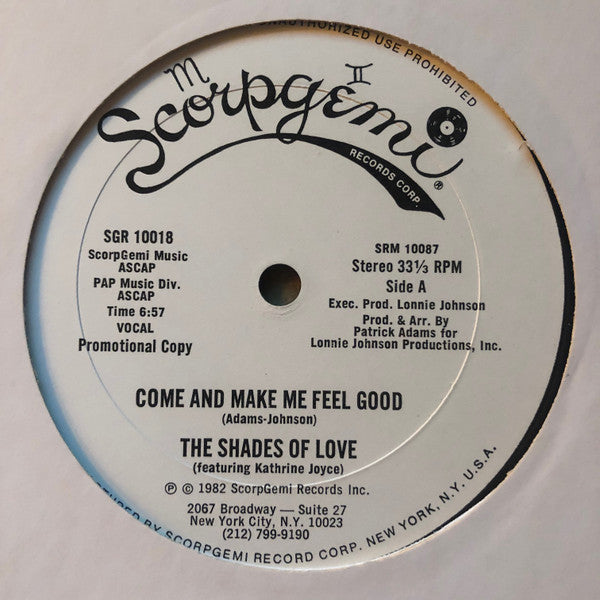 UNAUTHORIZED USE PROHIBITED
Scorpgemi
RECORDS CORP.
®
SGR 10018
ScorpGemi Music
ASCAP
PAP Music Div.
ASCAP
Time 6:57
VOCAL
Promotional Copy
SRM 10087
Stereo 33⅓ RPM
Side A
Exec. Prod. Lonnie Johnson
Prod. & Arr. By
Patrick Adams for
Lonnie Johnson Productions, Inc.
COME AND MAKE ME FEEL GOOD
(Adams-Johnson)
THE SHADES OF LOVE
(featuring Kathrine Joyce)
℗ © 1982 ScorpGemi Records Inc.
2067 Broadway — Suite 27
New York City, N.Y. 10023
(212) 799-9190
BY SCORPGEMI RECORD CORP. NEW YORK, N.Y. U.S.A.